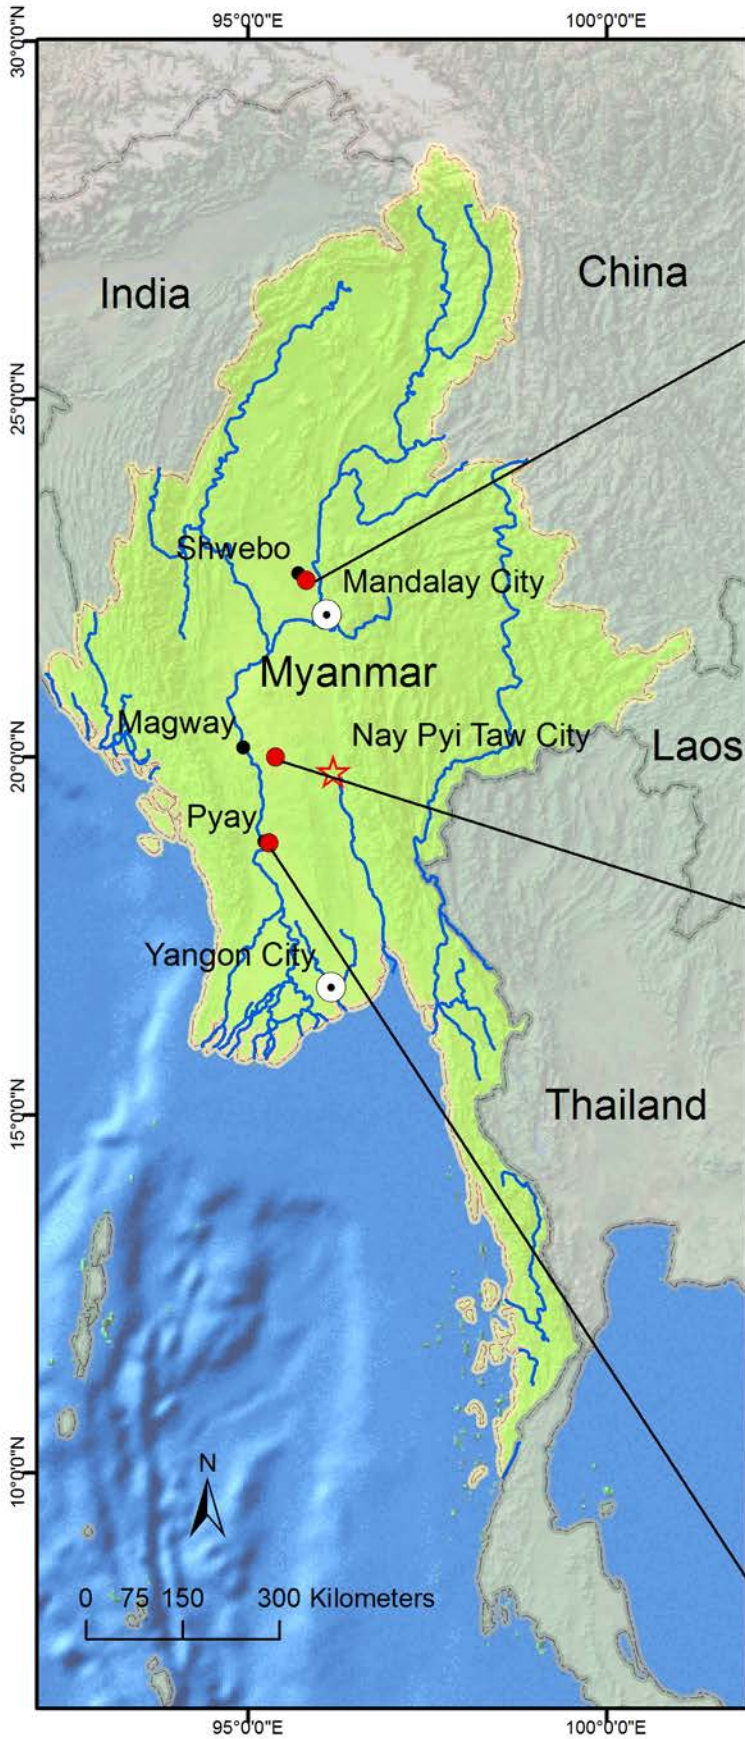 95°0'0"E 100°0'0"E
30°0'0"N
China
India
25°0'0"N
Shwebo
Mandalay City
Myanmar
Magway
Nay Pyi Taw City
20°0'0"N
Laos
Pyay
Yangon City
15°0'0"N
Thailand
10°0'0"N
N
0 75 150 300 Kilometers
95°0'0"E 100°0'0"E